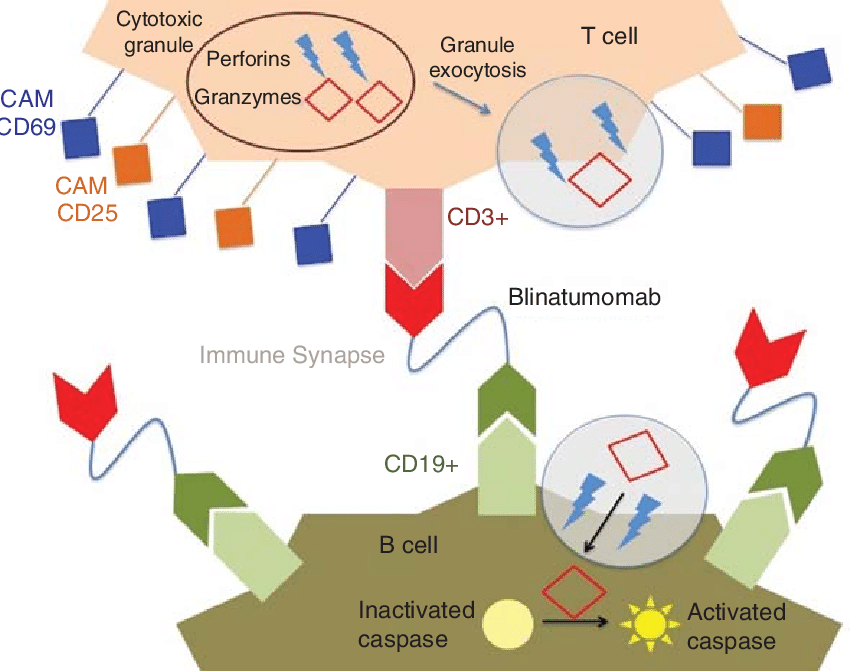 Cytotoxic
granule
Perforins
Granzymes
Granule
exocytosis
T cell
CAM
CD69
CAM
CD25
CD3+
Blinatumomab
Immune Synapse
CD19+
B cell
Inactivated
caspase
Activated
caspase